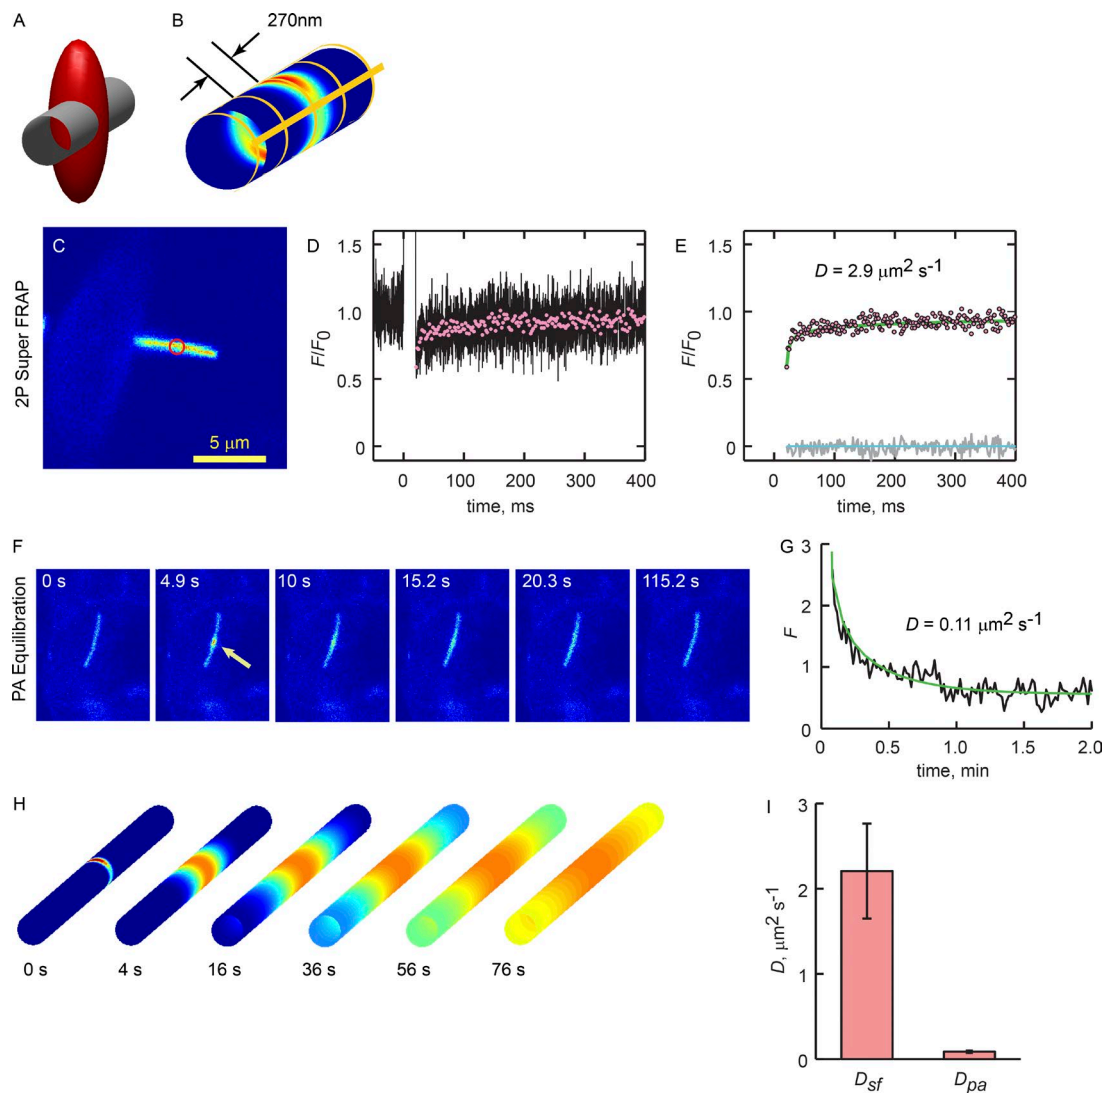 A
B
270nm
2P Super FRAP
C
5 μm
D
1.5
1.0
0.5
0
F/F0
0 100 200 300 400
time, ms
E
D = 2.9 μm2 s-1
1.5
1.0
0.5
0
F/F0
0 100 200 300 400
time, ms
F
PA Equilibration
0 s
4.9 s
10 s
15.2 s
20.3 s
115.2 s
G
D = 0.11 μm2 s-1
3
2
1
0
F
0 0.5 1.0 1.5 2.0
time, min
H
0 s
4 s
16 s
36 s
56 s
76 s
I
3
2
1
0
D, μm2 s-1
Dsf
Dpa